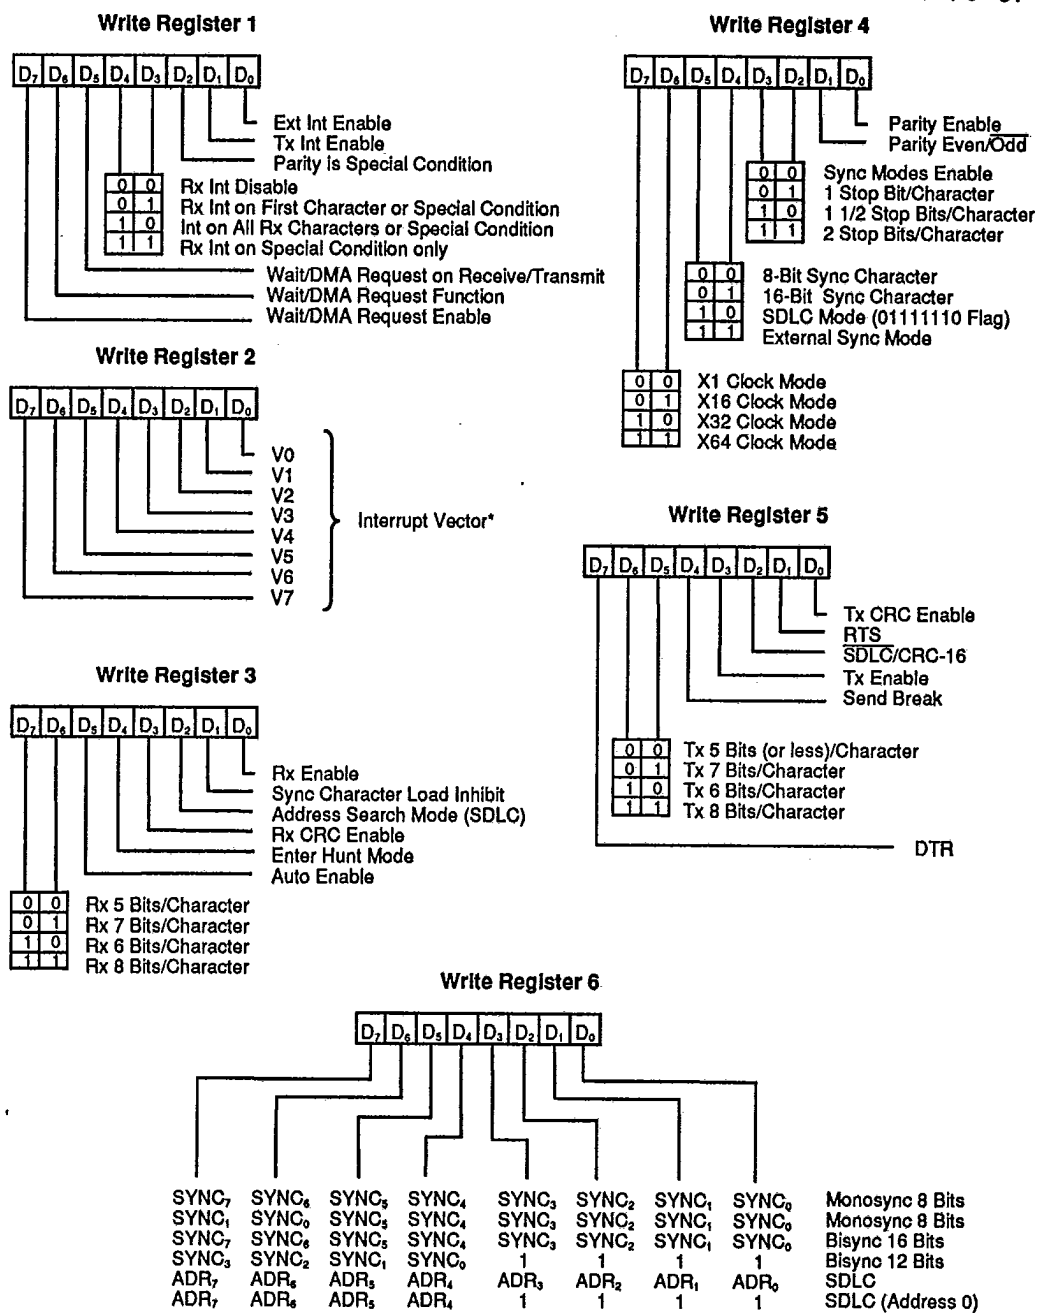 Write Register 1
D7 D6 D5 D4 D3 D2 D1 D0
Ext Int Enable
Tx Int Enable
Parity is Special Condition
0 0 Rx Int Disable
0 1 Rx Int on First Character or Special Condition
1 0 Int on All Rx Characters or Special Condition
1 1 Rx Int on Special Condition only
Wait/DMA Request on Receive/Transmit
Wait/DMA Request Function
Wait/DMA Request Enable
Write Register 2
D7 D6 D5 D4 D3 D2 D1 D0
V0
V1
V2
V3
V4
V5
V6
V7
Interrupt Vector*
Write Register 3
D7 D6 D5 D4 D3 D2 D1 D0
Rx Enable
Sync Character Load Inhibit
Address Search Mode (SDLC)
Rx CRC Enable
Enter Hunt Mode
Auto Enable
0 0 Rx 5 Bits/Character
0 1 Rx 7 Bits/Character
1 0 Rx 6 Bits/Character
1 1 Rx 8 Bits/Character
Write Register 4
D7 D6 D5 D4 D3 D2 D1 D0
Parity Enable
Parity Even/Odd
0 0 Sync Modes Enable
0 1 1 Stop Bit/Character
1 0 1 1/2 Stop Bits/Character
1 1 2 Stop Bits/Character
0 0 8-Bit Sync Character
0 1 16-Bit Sync Character
1 0 SDLC Mode (01111110 Flag)
1 1 External Sync Mode
0 0 X1 Clock Mode
0 1 X16 Clock Mode
1 0 X32 Clock Mode
1 1 X64 Clock Mode
Write Register 5
D7 D6 D5 D4 D3 D2 D1 D0
Tx CRC Enable
RTS
SDLC/CRC-16
Tx Enable
Send Break
0 0 Tx 5 Bits (or less)/Character
0 1 Tx 7 Bits/Character
1 0 Tx 6 Bits/Character
1 1 Tx 8 Bits/Character
DTR
Write Register 6
D7 D6 D5 D4 D3 D2 D1 D0
SYNC7 SYNC6 SYNC5 SYNC4 SYNC3 SYNC2 SYNC1 SYNC0 Monosync 8 Bits
SYNC1 SYNC0 SYNC5 SYNC4 SYNC3 SYNC2 SYNC1 SYNC0 Monosync 8 Bits
SYNC7 SYNC6 SYNC5 SYNC4 SYNC3 SYNC2 SYNC1 SYNC0 Bisync 16 Bits
SYNC3 SYNC2 SYNC1 SYNC0 1 1 1 1 Bisync 12 Bits
ADR7 ADR6 ADR5 ADR4 ADR3 ADR2 ADR1 ADR0 SDLC
ADR7 ADR6 ADR5 ADR4 1 1 1 1 SDLC (Address 0)